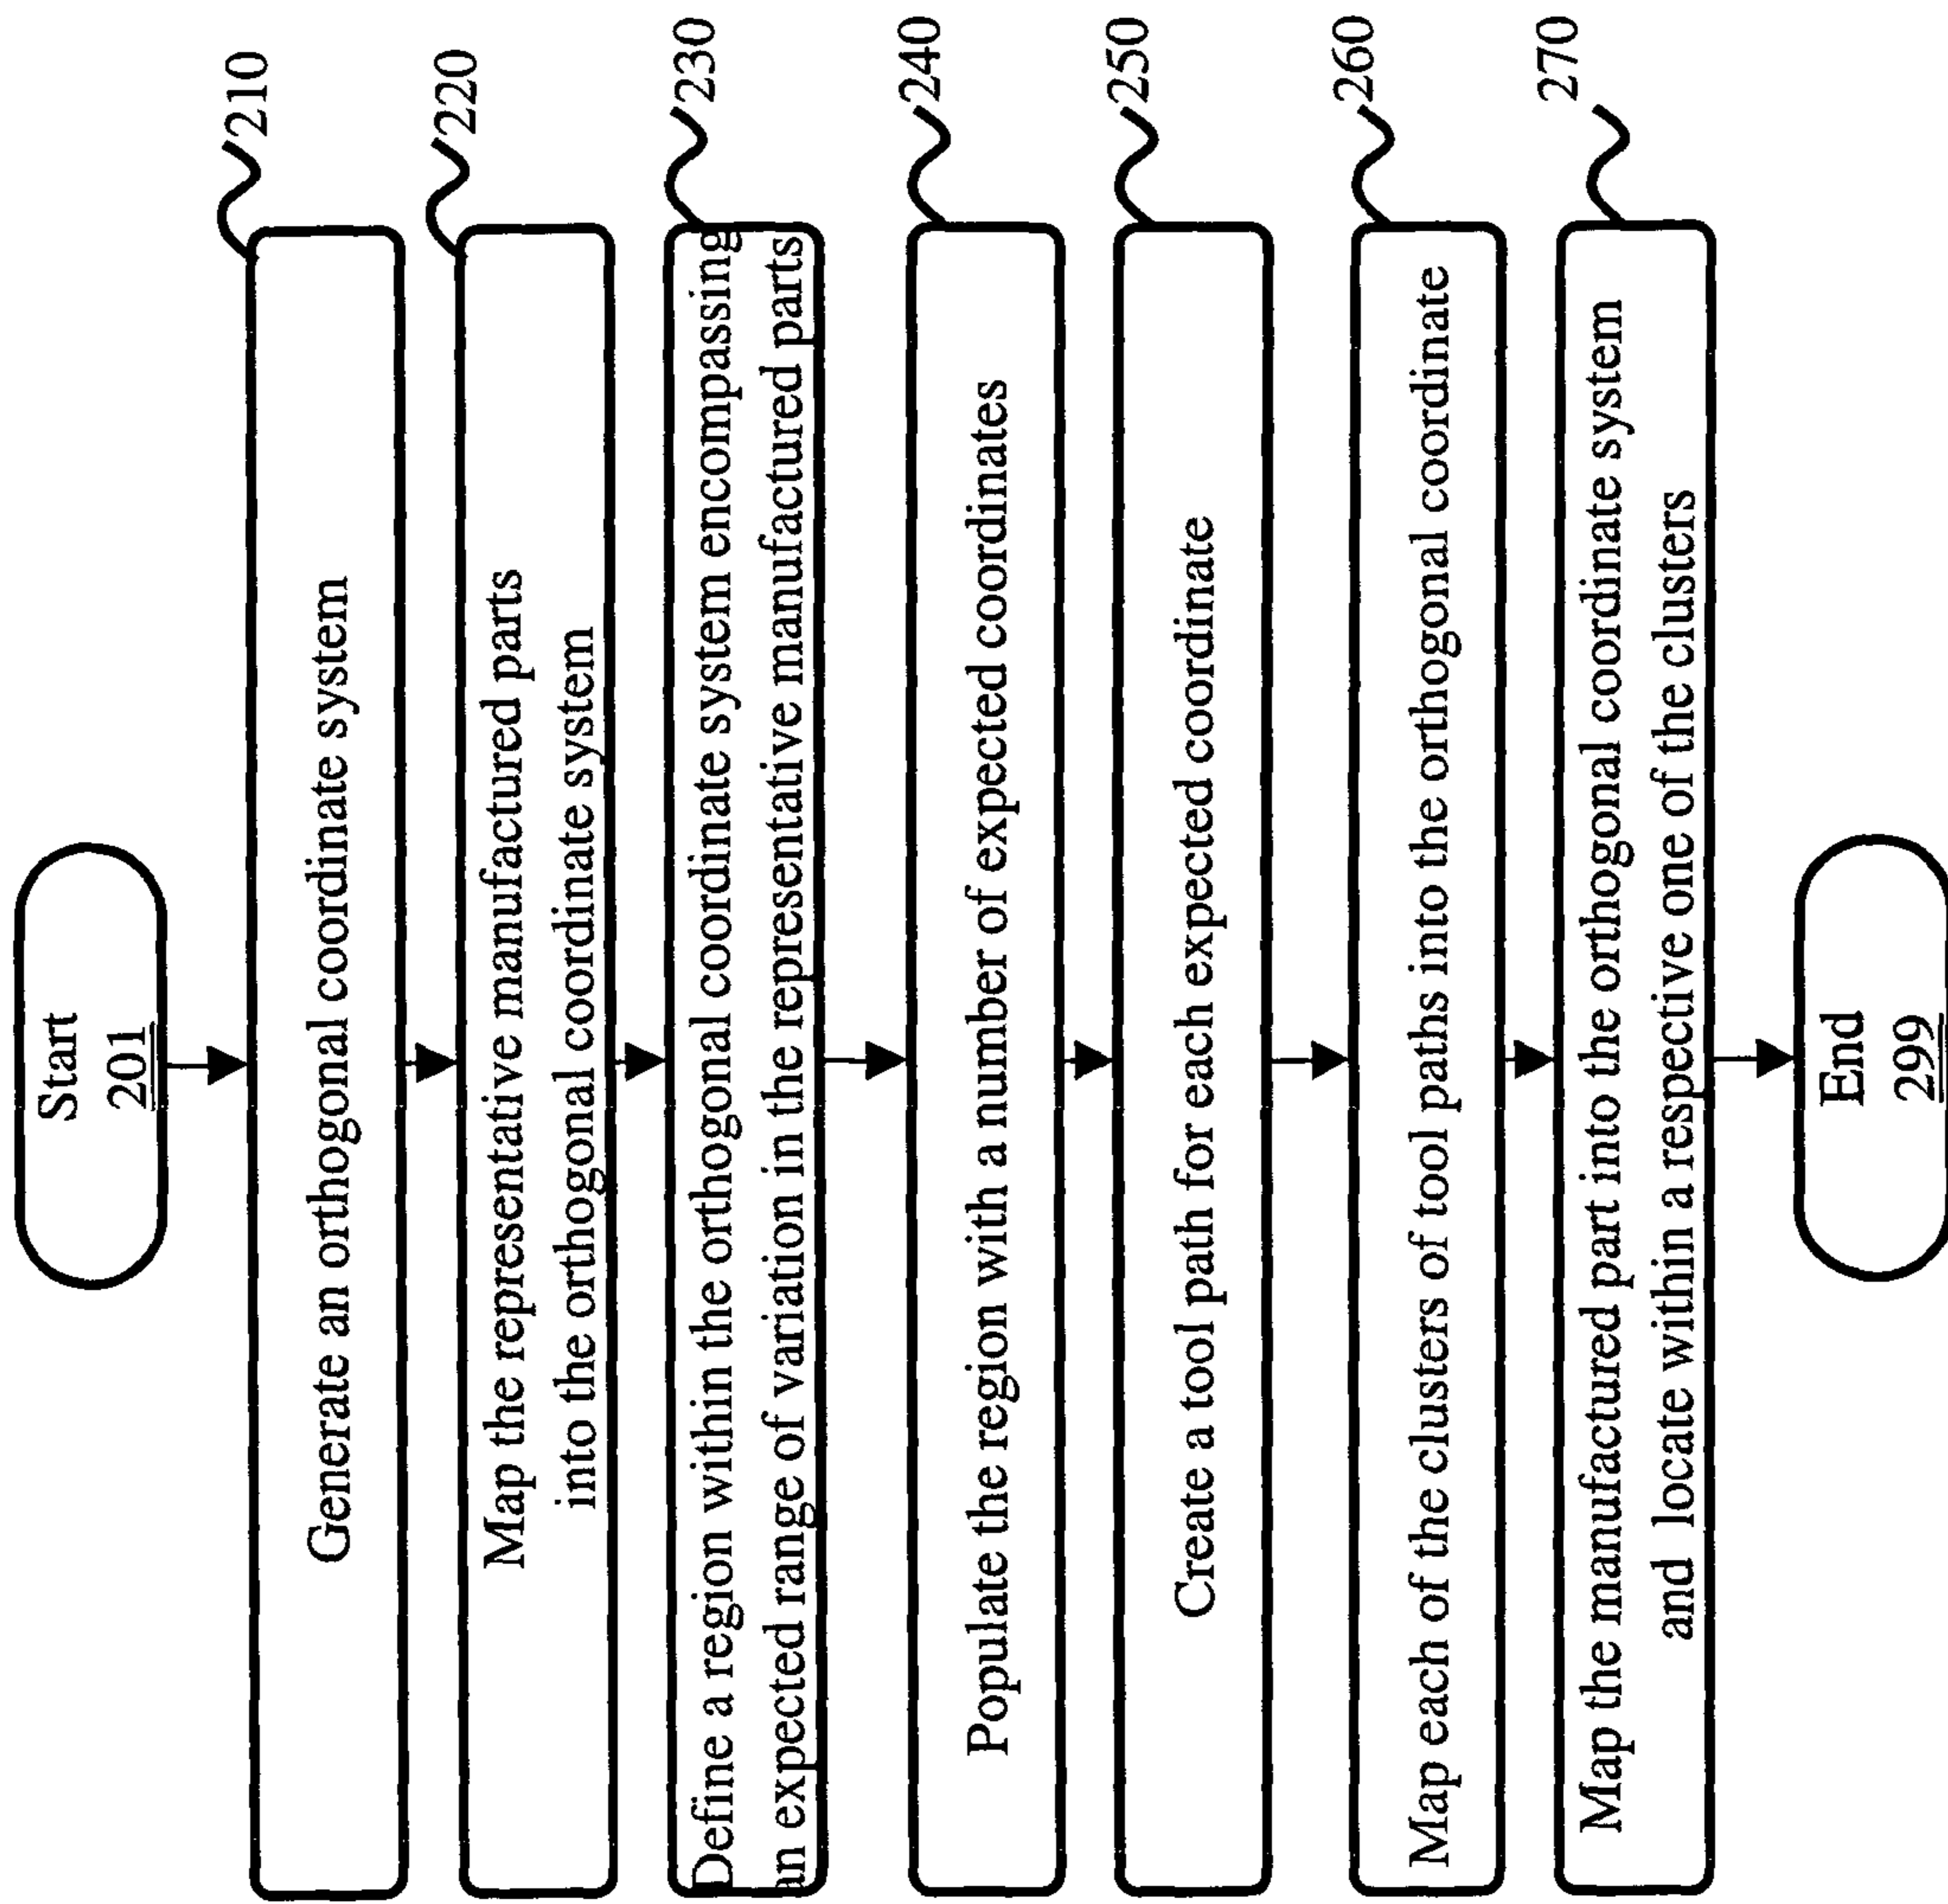 Start
201
210
Generate an orthogonal coordinate system
220
Map the representative manufactured parts
into the orthogonal coordinate system
230
Define a region within the orthogonal coordinate system encompassing
an expected range of variation in the representative manufactured parts
240
Populate the region with a number of expected coordinates
250
Create a tool path for each expected coordinate
260
Map each of the clusters of tool paths into the orthogonal coordinate
270
Map the manufactured part into the orthogonal coordinate system
and locate within a respective one of the clusters
End
299